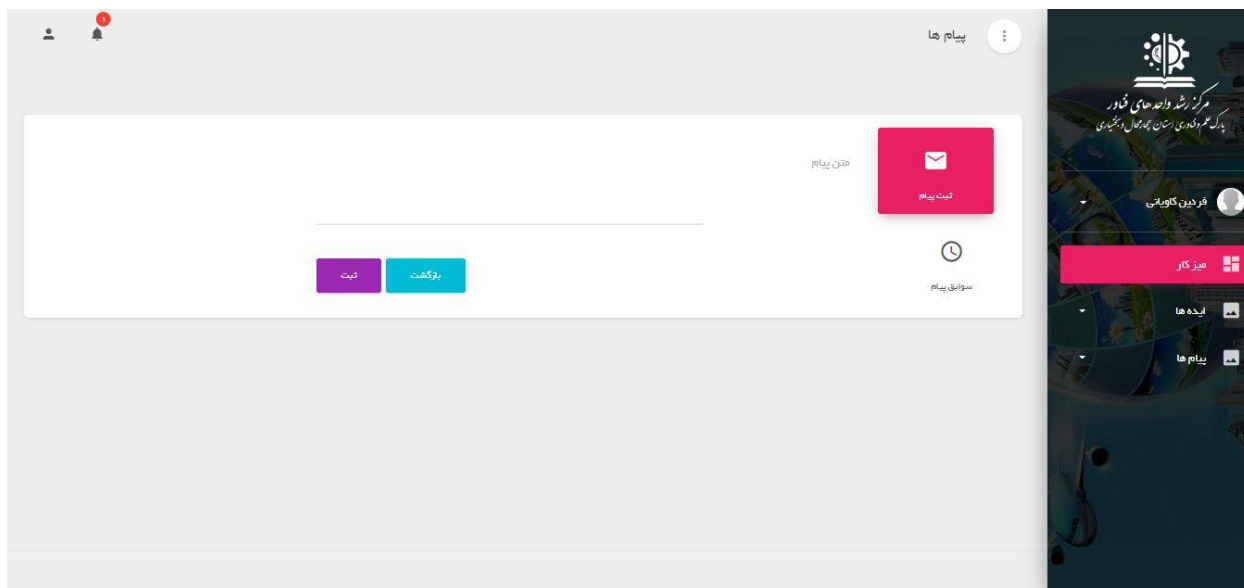 ۱
پیام ها
مرکز رشد واحدهای فناور
پارک علم و فناوری استان چهارمحال و بختیاری
فردین کاویانی
میز کار
ایده ها
پیام ها
ثبت پیام
سوابق پیام
متن پیام
بازگشت
ثبت